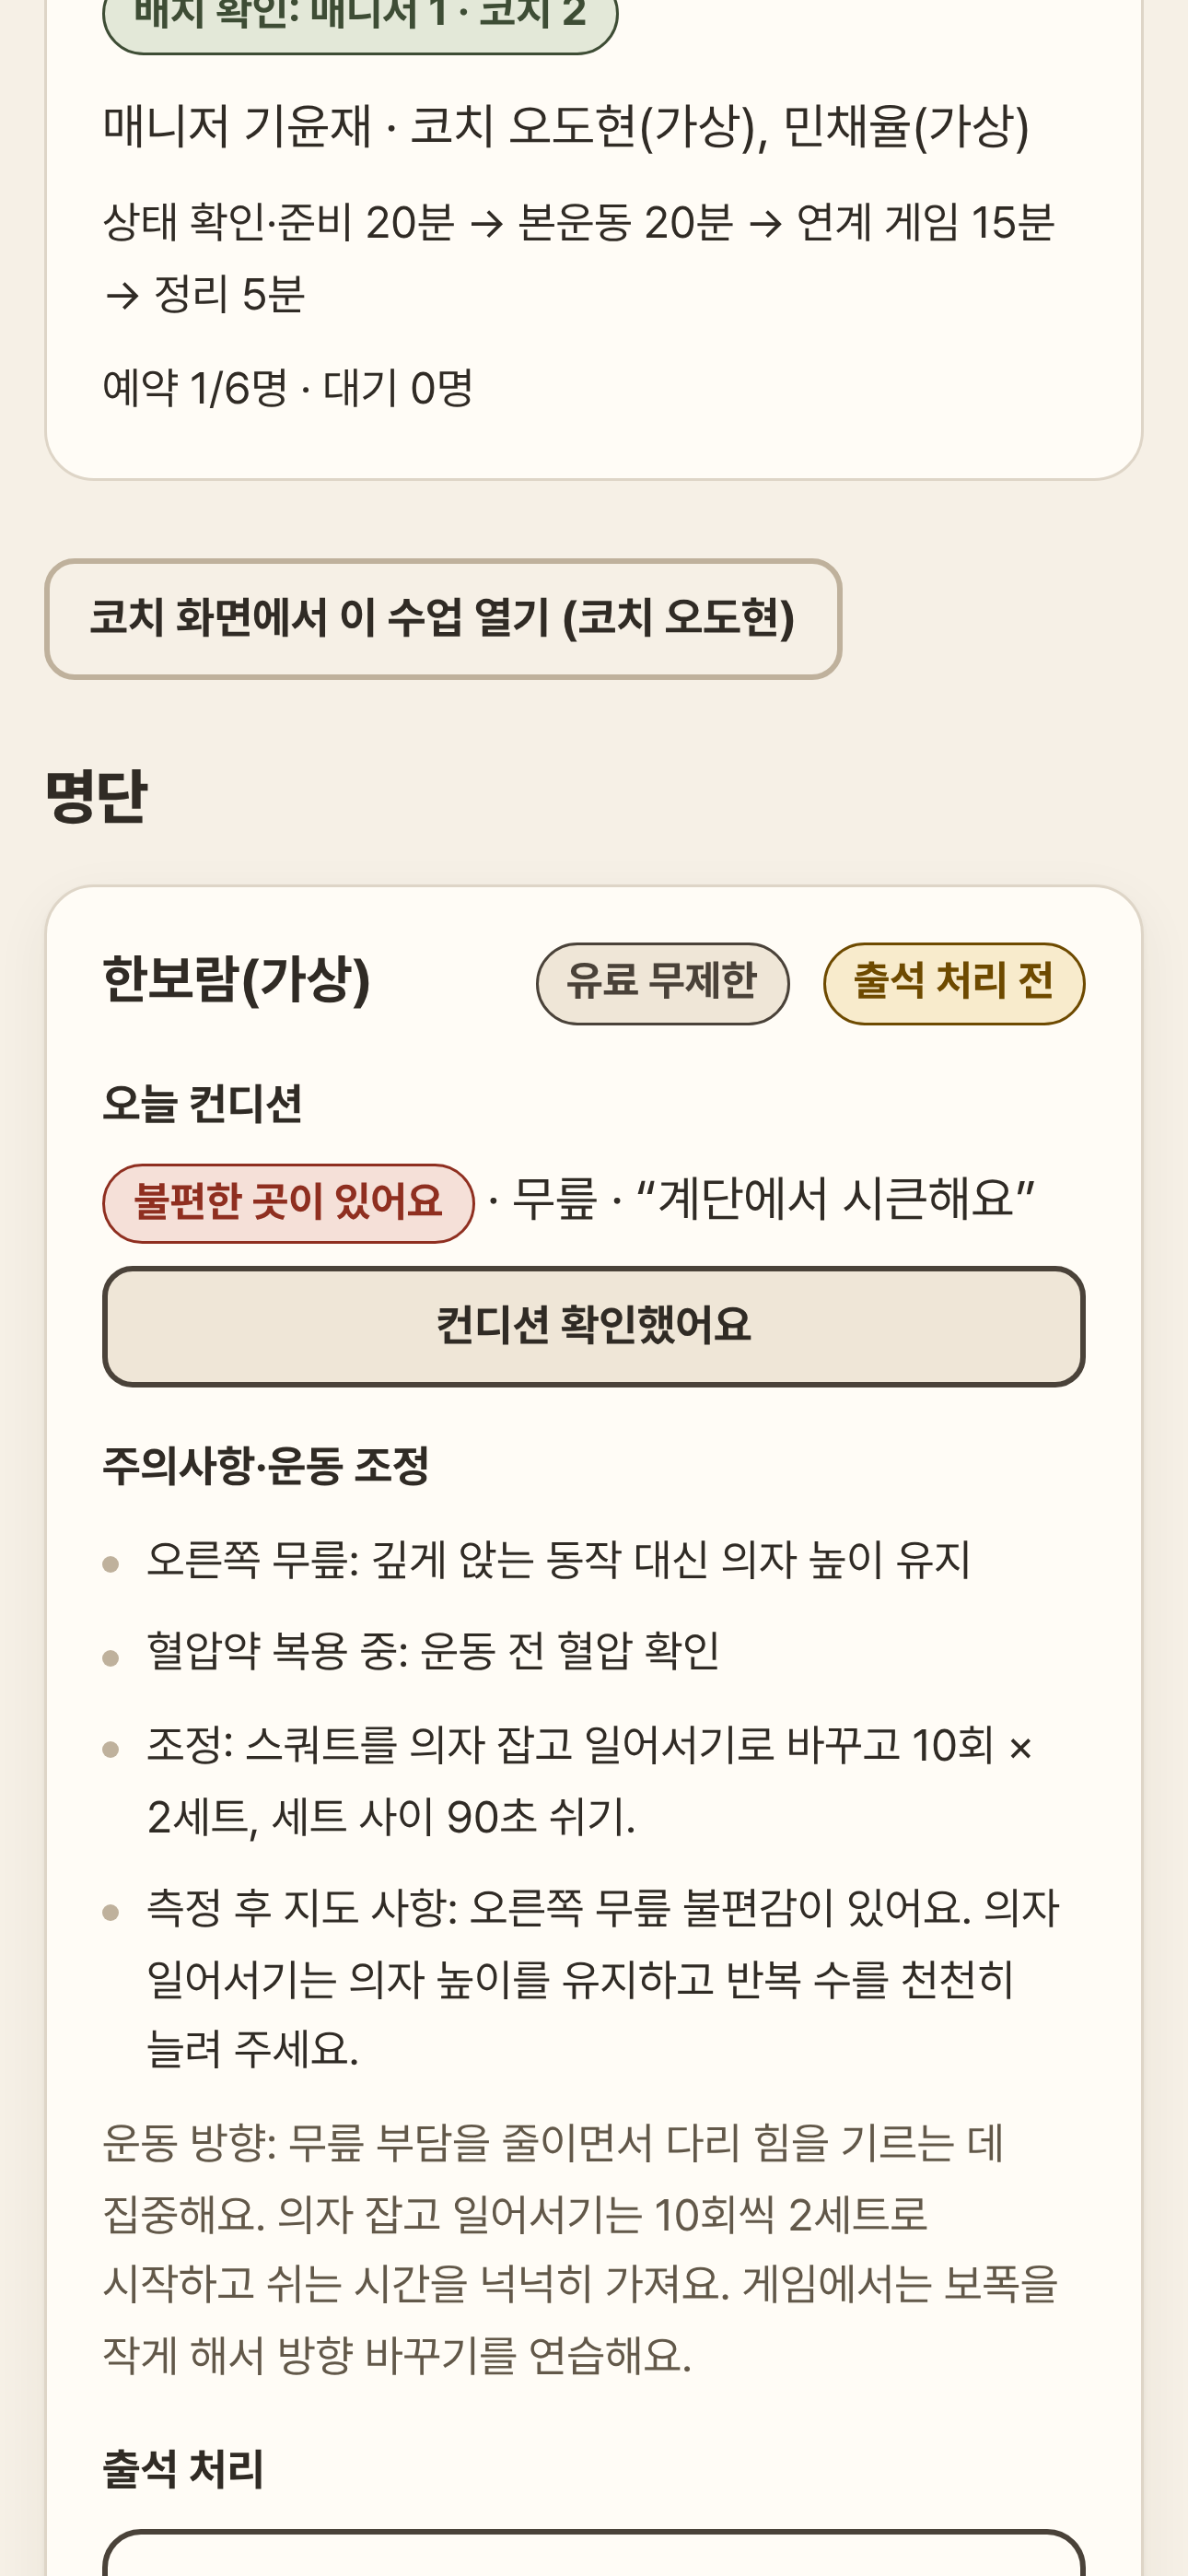 배치 확인: 매니저 1 · 코치 2
매니저 기윤재 · 코치 오도현(가상), 민채율(가상)
상태 확인·준비 20분 → 본운동 20분 → 연계 게임 15분
→ 정리 5분
예약 1/6명 · 대기 0명
코치 화면에서 이 수업 열기 (코치 오도현)
명단
한보람(가상) 유료 무제한 출석 처리 전
오늘 컨디션
불편한 곳이 있어요 · 무릎 · “계단에서 시큰해요”
컨디션 확인했어요
주의사항·운동 조정
오른쪽 무릎: 깊게 앉는 동작 대신 의자 높이 유지
혈압약 복용 중: 운동 전 혈압 확인
조정: 스쿼트를 의자 잡고 일어서기로 바꾸고 10회 ×
2세트, 세트 사이 90초 쉬기.
측정 후 지도 사항: 오른쪽 무릎 불편감이 있어요. 의자
일어서기는 의자 높이를 유지하고 반복 수를 천천히
늘려 주세요.
운동 방향: 무릎 부담을 줄이면서 다리 힘을 기르는 데
집중해요. 의자 잡고 일어서기는 10회씩 2세트로
시작하고 쉬는 시간을 넉넉히 가져요. 게임에서는 보폭을
작게 해서 방향 바꾸기를 연습해요.
출석 처리